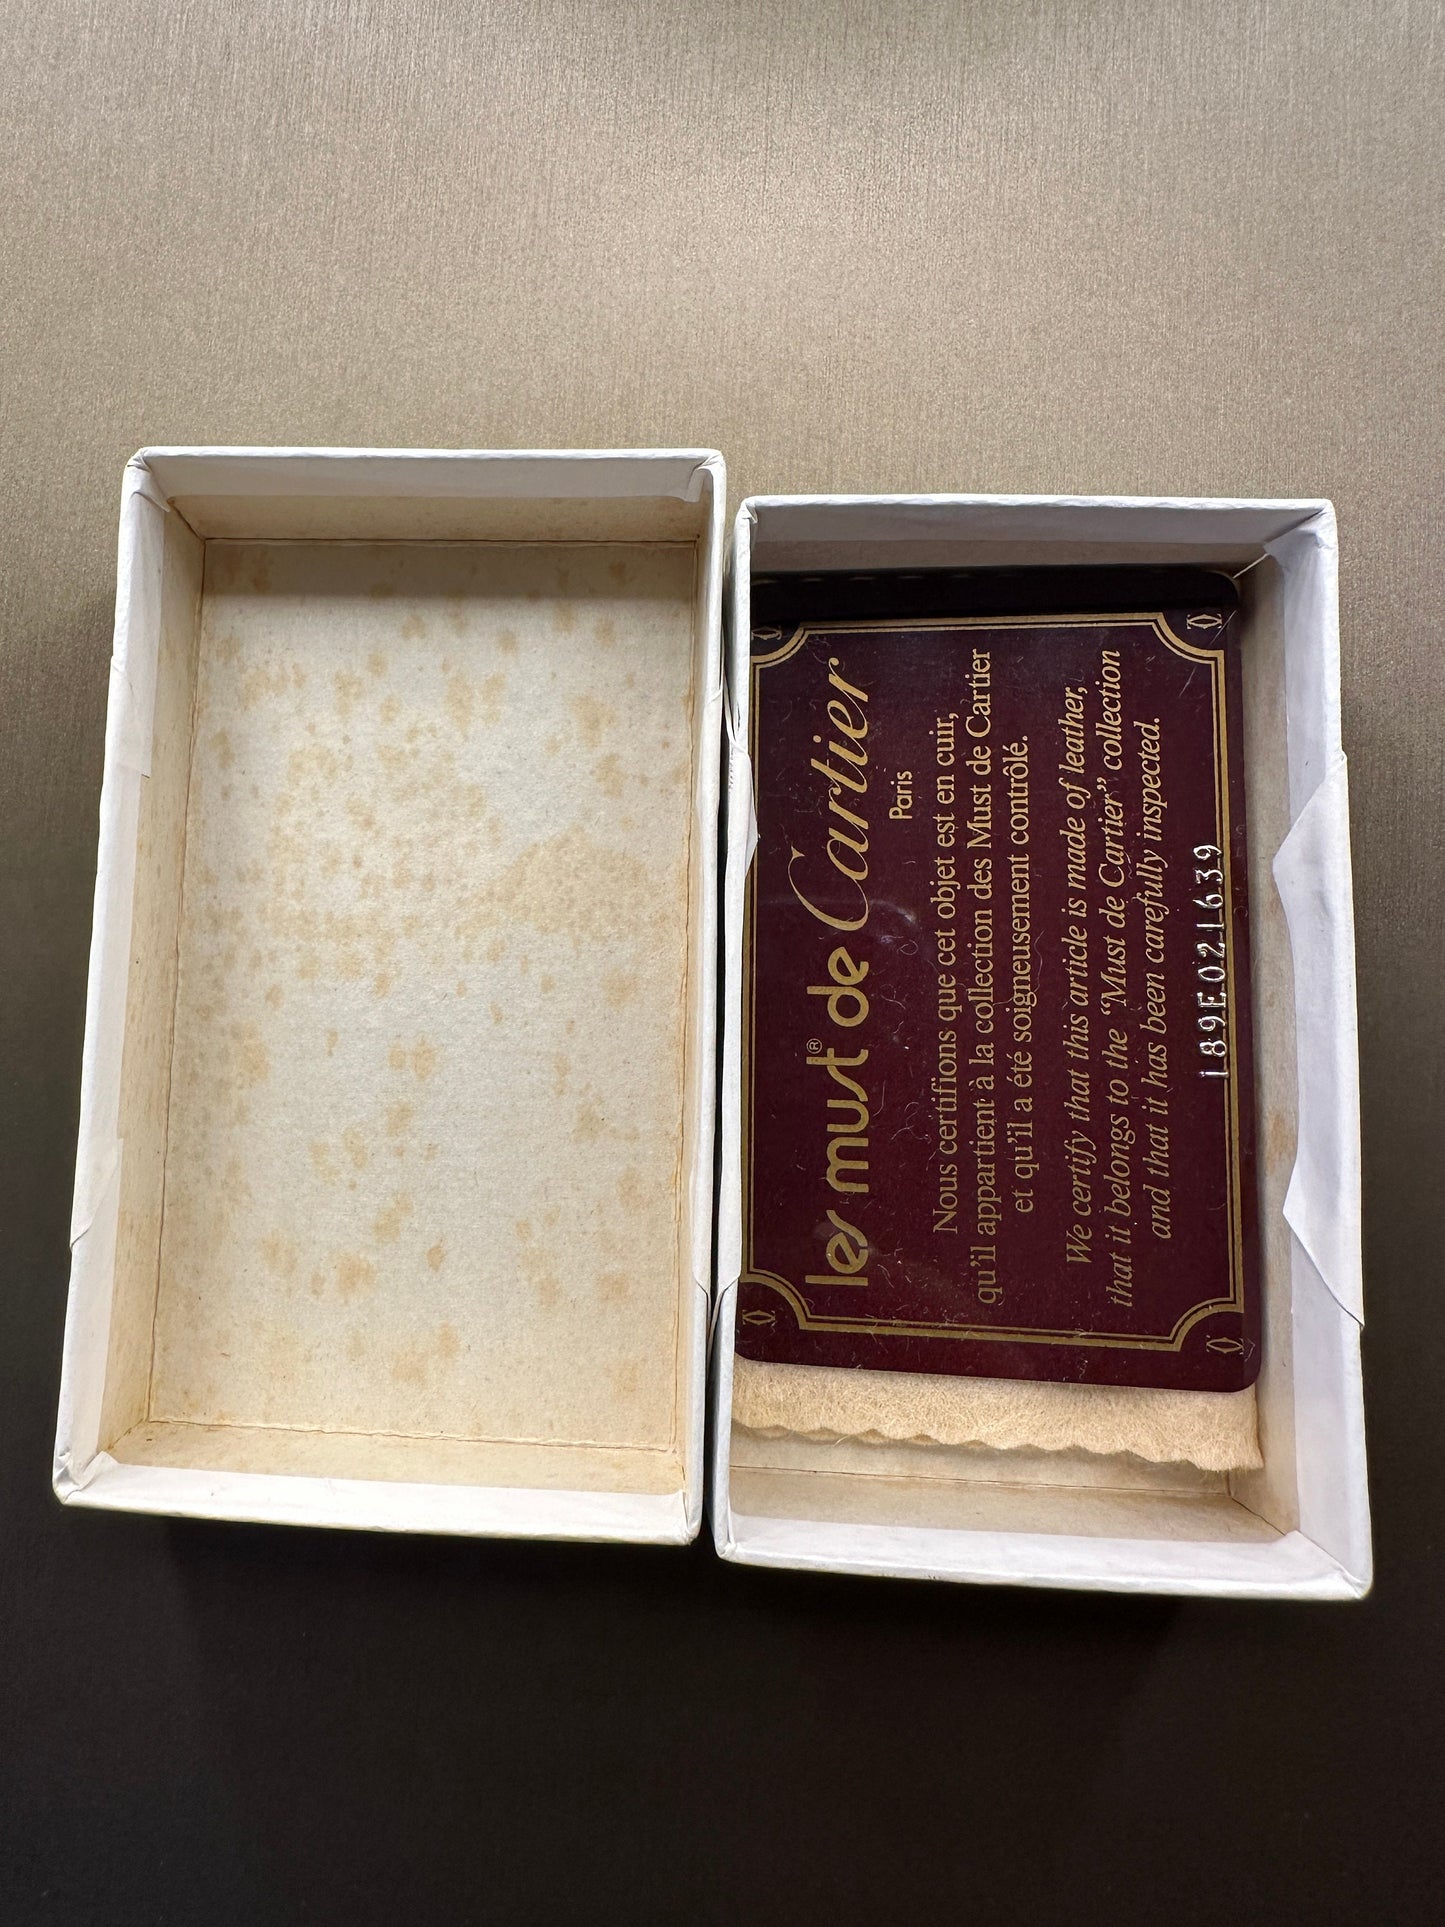 les must® de Cartier
Paris
Nous certifions que cet objet est en cuir,
qu'il appartient à la collection des Must de Cartier
et qu'il a été soigneusement contrôlé.
We certify that this article is made of leather,
that it belongs to the “Must de Cartier” collection
and that it has been carefully inspected.
189E021639